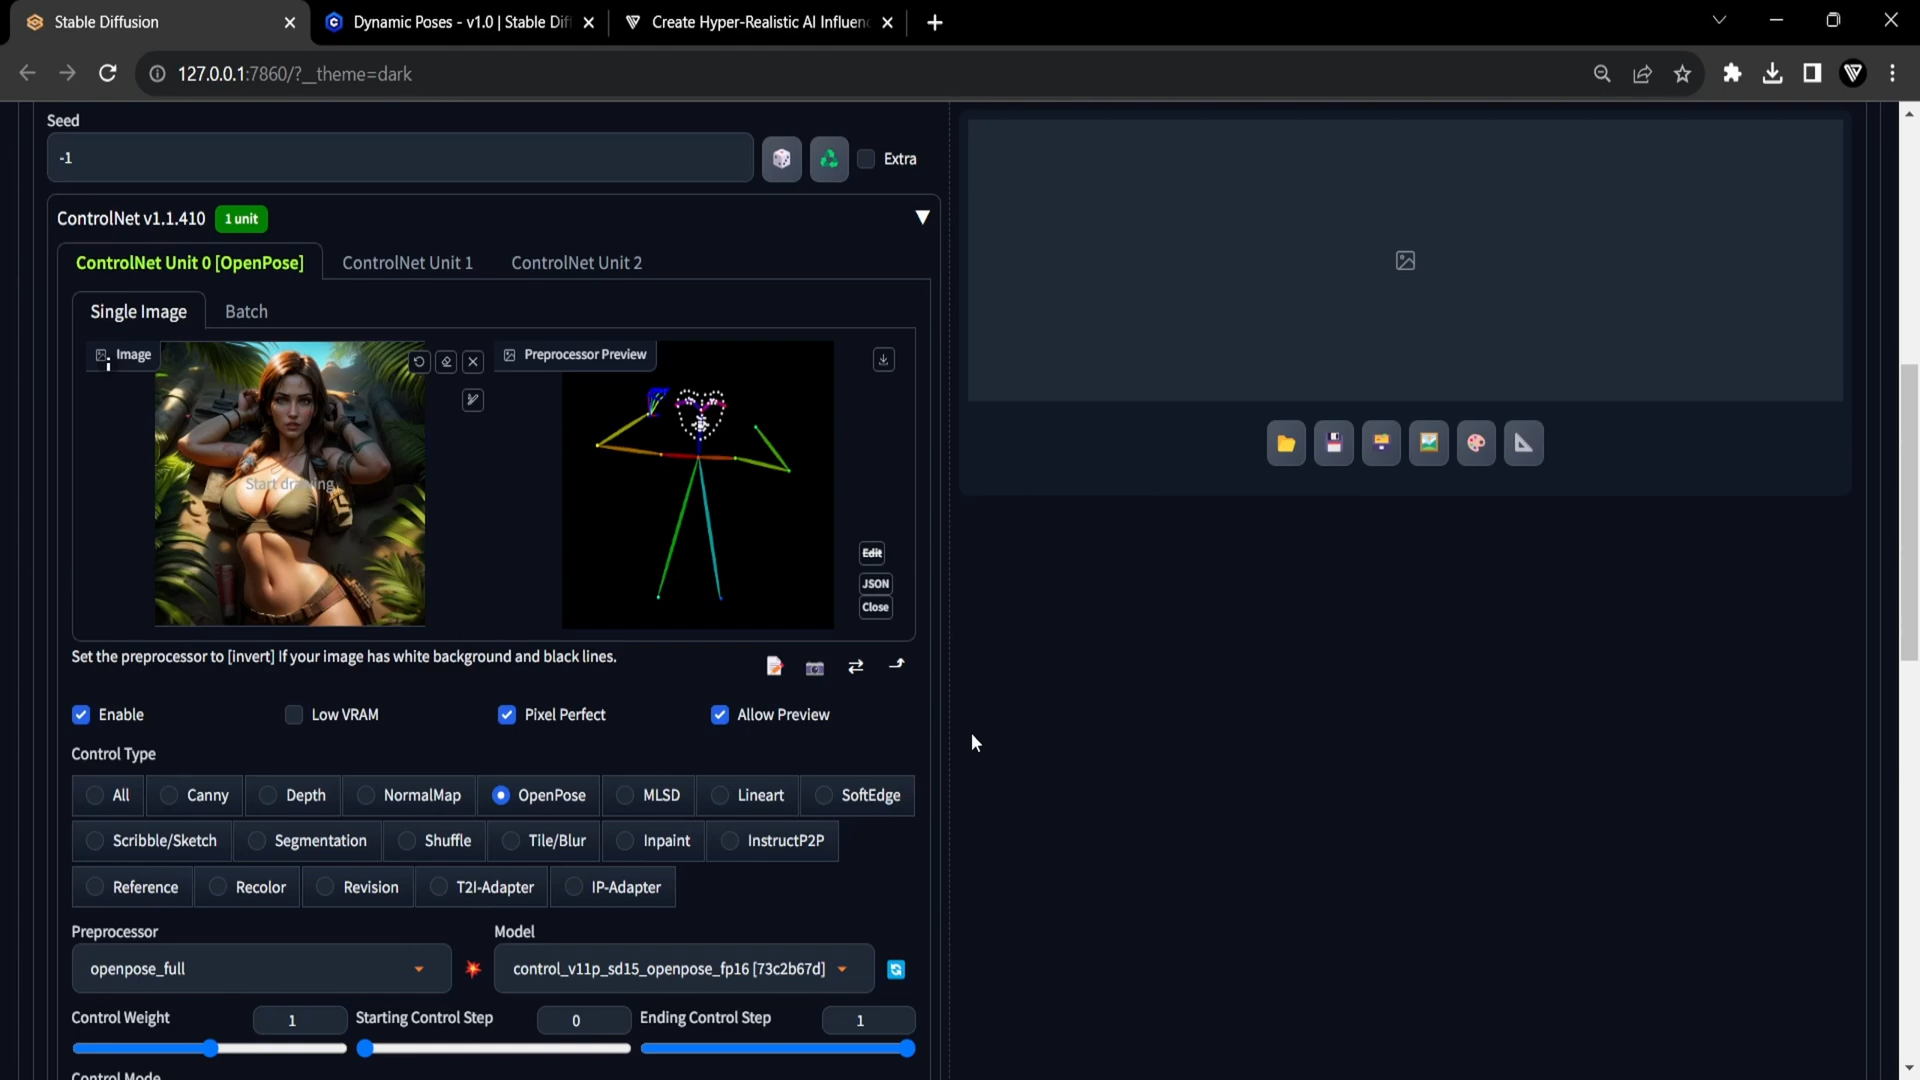 Stable Diffusion
Dynamic Poses - v1.0 | Stable Dif
Create Hyper-Realistic AI Influen
127.0.0.1:7860/?__theme=dark
Seed
-1
Extra
ControlNet v1.1.410 1 unit
ControlNet Unit 0 [OpenPose] ControlNet Unit 1 ControlNet Unit 2
Single Image Batch
Image
Preprocessor Preview
Start drawing
Edit
JSON
Close
Set the preprocessor to [invert] If your image has white background and black lines.
Enable Low VRAM Pixel Perfect Allow Preview
Control Type
All Canny Depth NormalMap OpenPose MLSD Lineart SoftEdge
Scribble/Sketch Segmentation Shuffle Tile/Blur Inpaint InstructP2P
Reference Recolor Revision T2I-Adapter IP-Adapter
Preprocessor Model
openpose_full control_v11p_sd15_openpose_fp16 [73c2b67d]
Control Weight 1 Starting Control Step 0 Ending Control Step 1
Control Mode